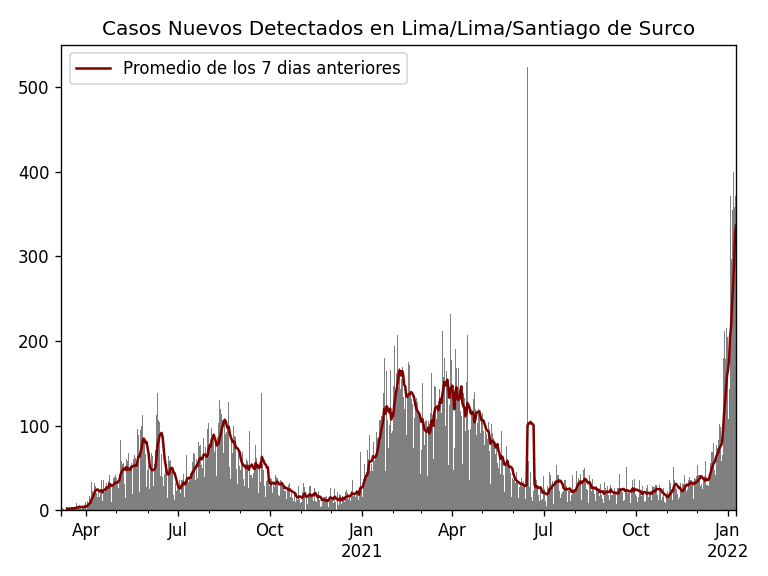 Casos Nuevos Detectados en Lima/Lima/Santiago de Surco
Promedio de los 7 dias anteriores
500
400
300
200
100
0
Apr Jul Oct Jan Apr Jul Oct Jan
2021 2022